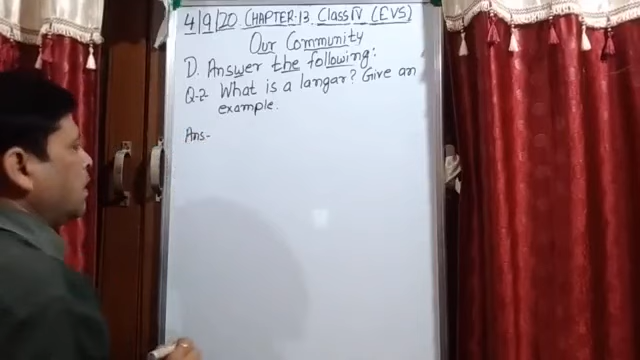 4|9|20 CHAPTER:13. Class IV (EVS)
Our Community
D. Answer the following:
Q-2 What is a langar? Give an
example.
Ans-